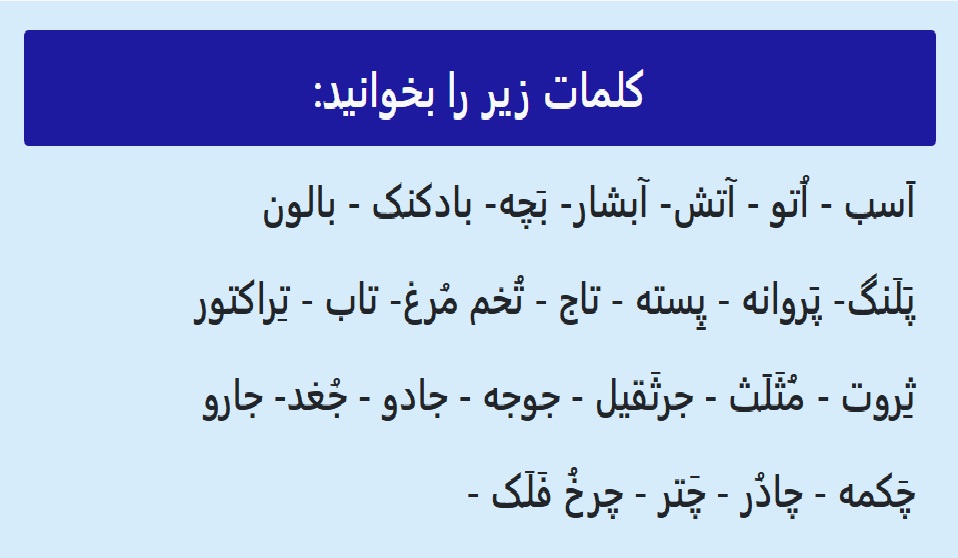 کلمات زیر را بخوانید:
اَسب - اُتو - آتش- آبشار- بَچه- بادکنک - بالون
پَلَنگ- پَروانه - پِسته - تاج - تُخم مُرغ- تاب - تِراکتور
ثِروت - مُثَلَث - جرثَقیل - جوجه - جادو - جُغد- جارو
چَکمه - چادُر - چَتر - چرخُ فَلَک -